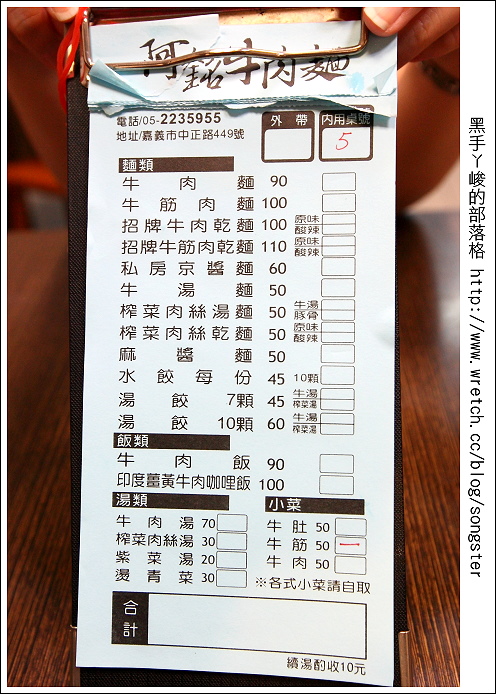 阿銘牛肉麵
電話/05-2235955
地址/嘉義市中正路449號
外帶
內用桌號
5
麵類
牛肉麵 90
牛筋麵 100
招牌牛肉乾麵 100 原味 酸辣
招牌牛筋肉乾麵 110 原味 酸辣
私房京醬麵 60
牛湯麵 50
榨菜肉絲湯麵 50 牛湯 豚骨
榨菜肉絲乾麵 50 原味 酸辣
麻醬麵 50
水餃每份 45 10顆
湯餃 7顆 45 牛湯 榨菜湯
湯餃 10顆 60 牛湯 榨菜湯
飯類
牛肉飯 90
印度薑黃牛肉咖哩飯 100
湯類
牛肉湯 70
榨菜肉絲湯 30
紫菜湯 20
燙青菜 30
小菜
牛肚 50
牛筋 50 一
牛肉 50
※各式小菜請自取
合計
續湯酌收10元
黑手ㄚ峻的部落格 http://www.wretch.cc/blog/songster